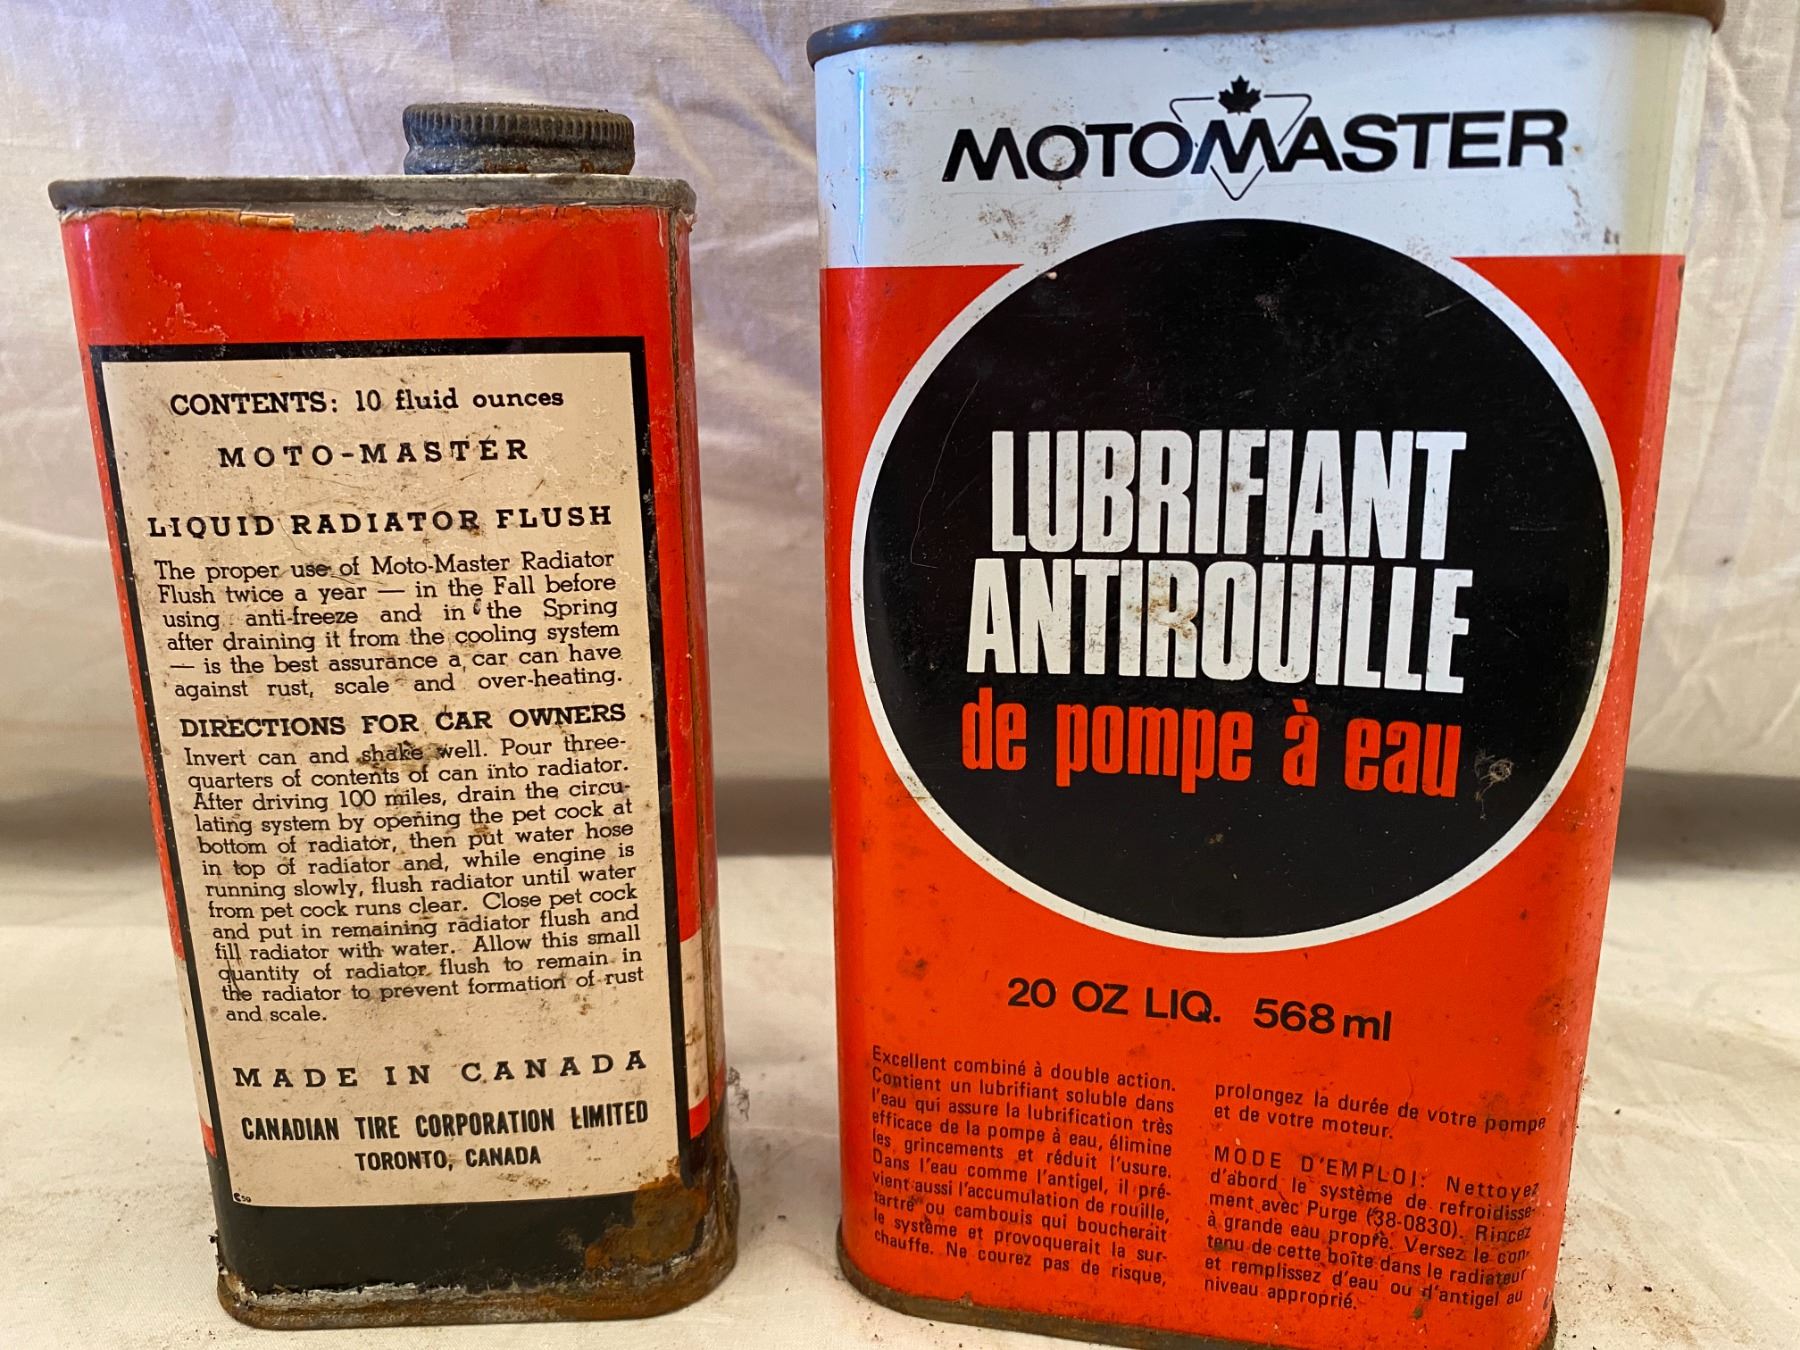 CONTENTS: 10 fluid ounces
MOTO-MASTER
LIQUID RADIATOR FLUSH
The proper use of Moto-Master Radiator
Flush twice a year — in the Fall before
using anti-freeze and in the Spring
after draining it from the cooling system
— is the best assurance a car can have
against rust, scale and over-heating.
DIRECTIONS FOR CAR OWNERS
Invert can and shake well. Pour three-
quarters of contents of can into radiator.
After driving 100 miles, drain the circu-
lating system by opening the pet cock at
bottom of radiator, then put water hose
in top of radiator and, while engine is
running slowly, flush radiator until water
from pet cock runs clear. Close pet cock
and put in remaining radiator flush and
fill radiator with water. Allow this small
quantity of radiator flush to remain in
the radiator to prevent formation of rust
and scale.
MADE IN CANADA
CANADIAN TIRE CORPORATION LIMITED
TORONTO, CANADA
MOTOMASTER
LUBRIFIANT
ANTIROUILLE
de pompe à eau
20 OZ LIQ. 568 ml
Excellent combiné à double action.
Contient un lubrifiant soluble dans
l'eau qui assure la lubrification très
efficace de la pompe à eau, élimine
les grincements et réduit l'usure.
Dans l'eau comme l'antigel, il pré-
vient aussi l'accumulation de rouille,
tartre ou cambouis qui boucherait
le système et provoquerait la sur-
chauffe. Ne courez pas de risque,
prolongez la durée de votre pompe
et de votre moteur.
MODE D'EMPLOI: Nettoyez
d'abord le système de refroidisse-
ment avec Purge (38-0830). Rincez
à grande eau propre. Versez le con-
tenu de cette boîte dans le radiateur
et remplissez d'eau ou d'antigel au
niveau approprié.